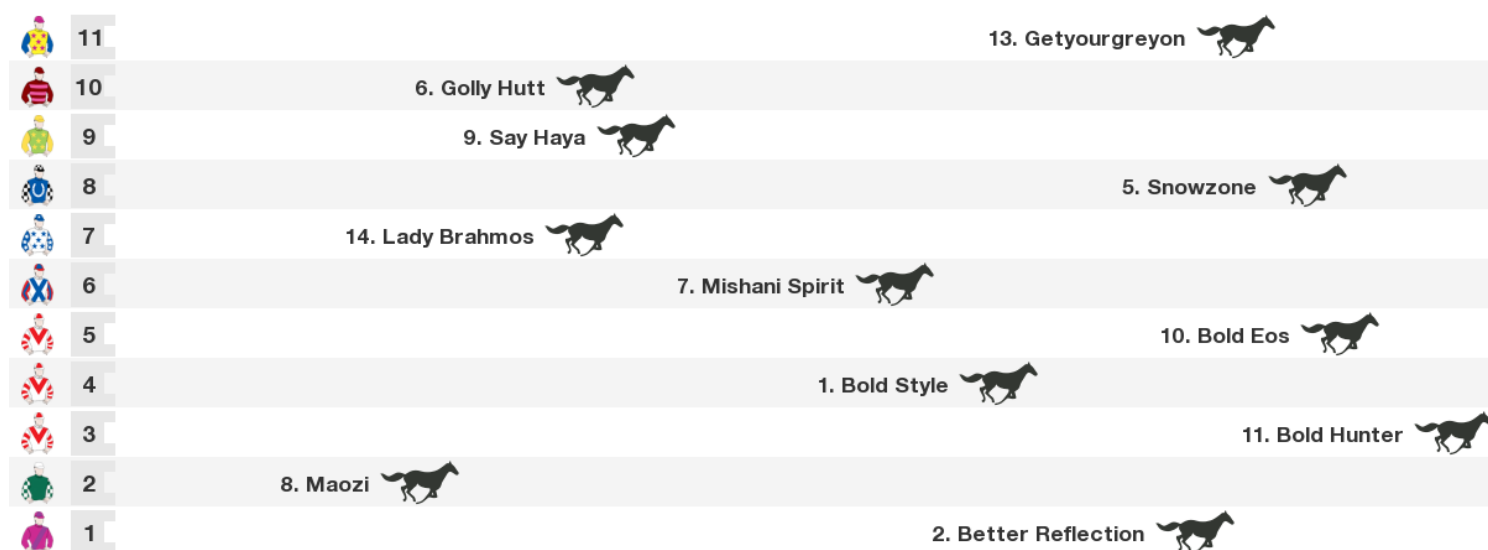 11 13. Getyourgreyon
10 6. Golly Hutt
9 9. Say Haya
8 5. Snowzone
7 14. Lady Brahmos
6 7. Mishani Spirit
5 10. Bold Eos
4 1. Bold Style
3 11. Bold Hunter
2 8. Maozi
1 2. Better Reflection